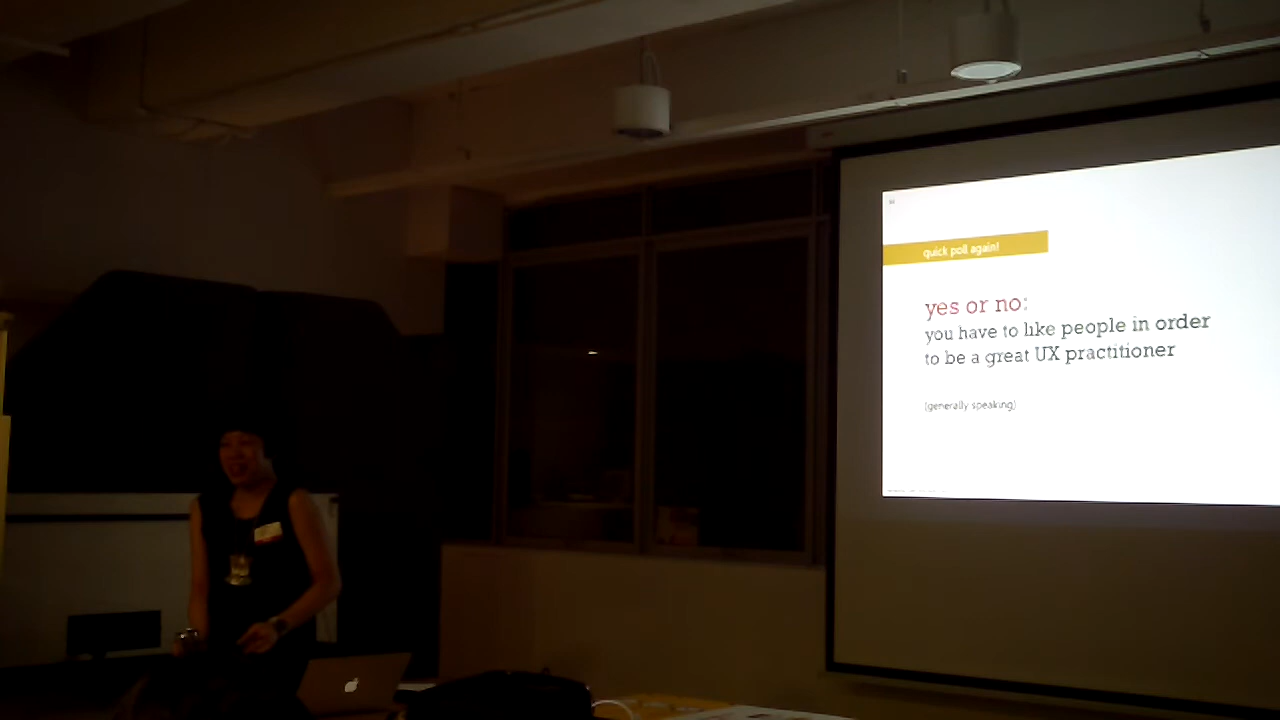 quick poll again!
yes or no:
you have to like people in order
to be a great UX practitioner
(generally speaking)